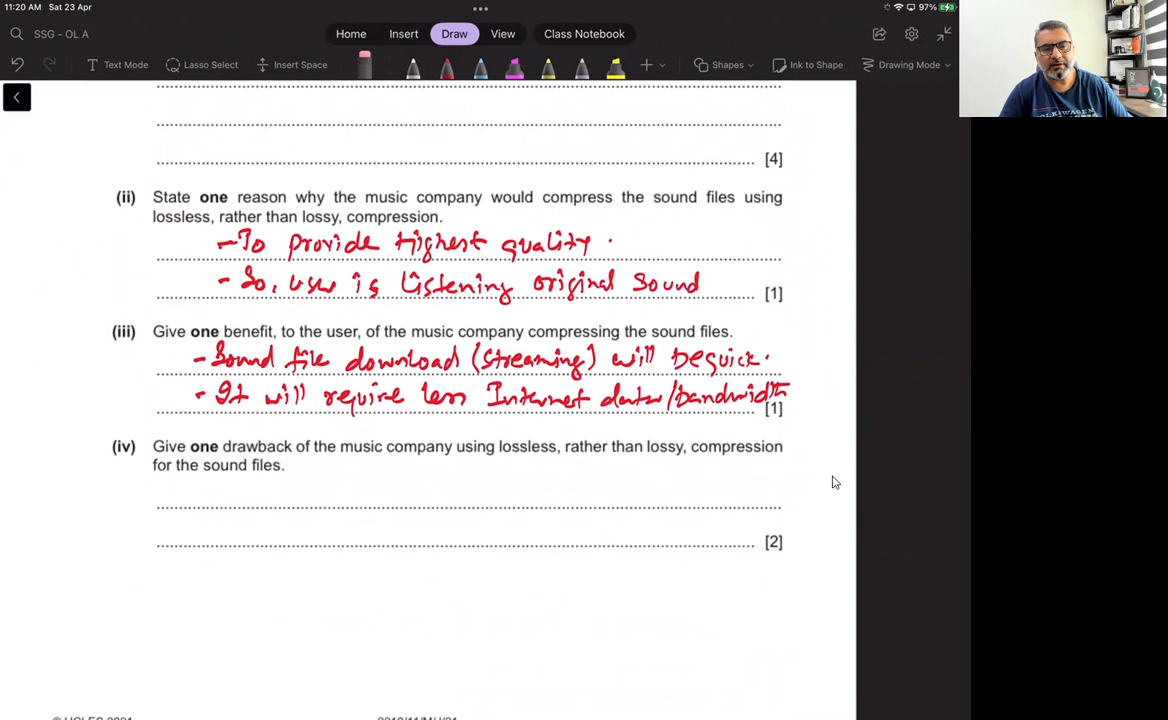 11:20 AM Sat 23 Apr
97%
SSG - OL A
Home Insert Draw View Class Notebook
Text Mode Lasso Select Insert Space Shapes Ink to Shape Drawing Mode
[4]
(ii) State one reason why the music company would compress the sound files using
lossless, rather than lossy, compression.
- To provide highest quality.
- So, user is listening original sound
[1]
(iii) Give one benefit, to the user, of the music company compressing the sound files.
- Sound file download (streaming) will be quick.
- It will require less Internet data/bandwidth
[1]
(iv) Give one drawback of the music company using lossless, rather than lossy, compression
for the sound files.
[2]